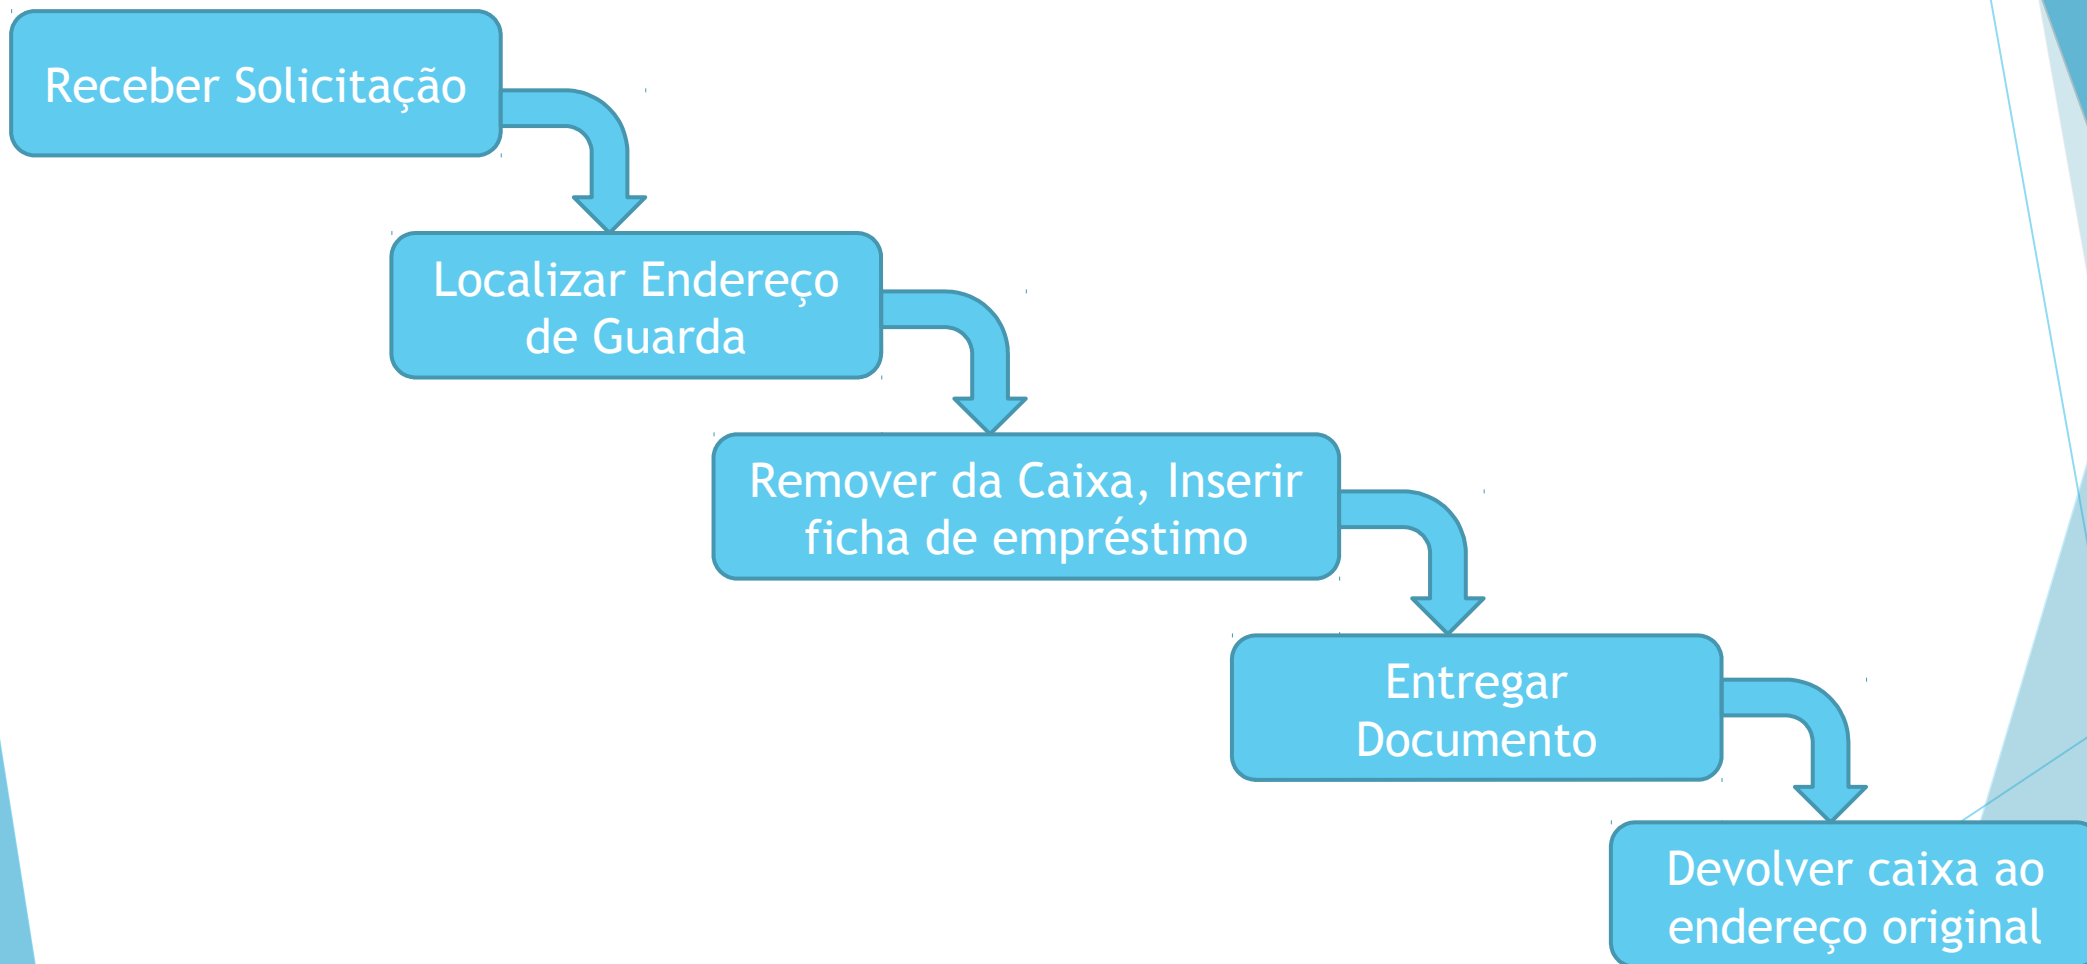 Receber Solicitação
Localizar Endereço
de Guarda
Remover da Caixa, Inserir
ficha de empréstimo
Entregar
Documento
Devolver caixa ao
endereço original